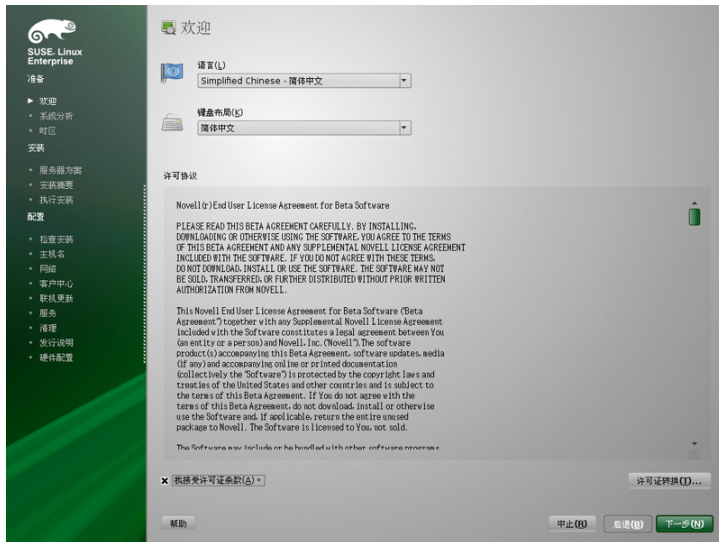 SUSE. Linux
Enterprise
准备
欢迎
系统分析
时区
安装
服务器方案
安装摘要
执行安装
配置
检查安装
主机名
网络
客户中心
联机更新
服务
清理
发行说明
硬件配置
欢迎
语言(L)
Simplified Chinese - 简体中文
键盘布局(K)
简体中文
许可协议
Novell(r) End User License Agreement for Beta Software
PLEASE READ THIS BETA AGREEMENT CAREFULLY. BY INSTALLING,
DOWNLOADING OR OTHERWISE USING THE SOFTWARE, YOU AGREE TO THE TERMS
OF THIS BETA AGREEMENT AND ANY SUPPLEMENTAL NOVELL LICENSE AGREEMENT
INCLUDED WITH THE SOFTWARE. IF YOU DO NOT AGREE WITH THESE TERMS,
DO NOT DOWNLOAD, INSTALL OR USE THE SOFTWARE. THE SOFTWARE MAY NOT
BE SOLD, TRANSFERRED, OR FURTHER DISTRIBUTED WITHOUT PRIOR WRITTEN
AUTHORIZATION FROM NOVELL.
This Novell End User License Agreement for Beta Software ("Beta
Agreement") together with any Supplemental Novell License Agreement
included with the Software constitutes a legal agreement between You
(an entity or a person) and Novell, Inc. ("Novell"). The software
product(s) accompanying this Beta Agreement, software updates, media
(if any) and accompanying online or printed documentation
(collectively the "Software") is protected by the copyright laws and
treaties of the United States and other countries and is subject to
the terms of this Beta Agreement. If You do not agree with the
terms of this Beta Agreement, do not download, install or otherwise
use the Software and, if applicable, return the entire unused
package to Novell. The Software is licensed to You, not sold.
The Software may include or be bundled with other software programs
我接受许可证条款(A)。
许可证转换(T)...
帮助
中止(R)
后退(B)
下一步(N)